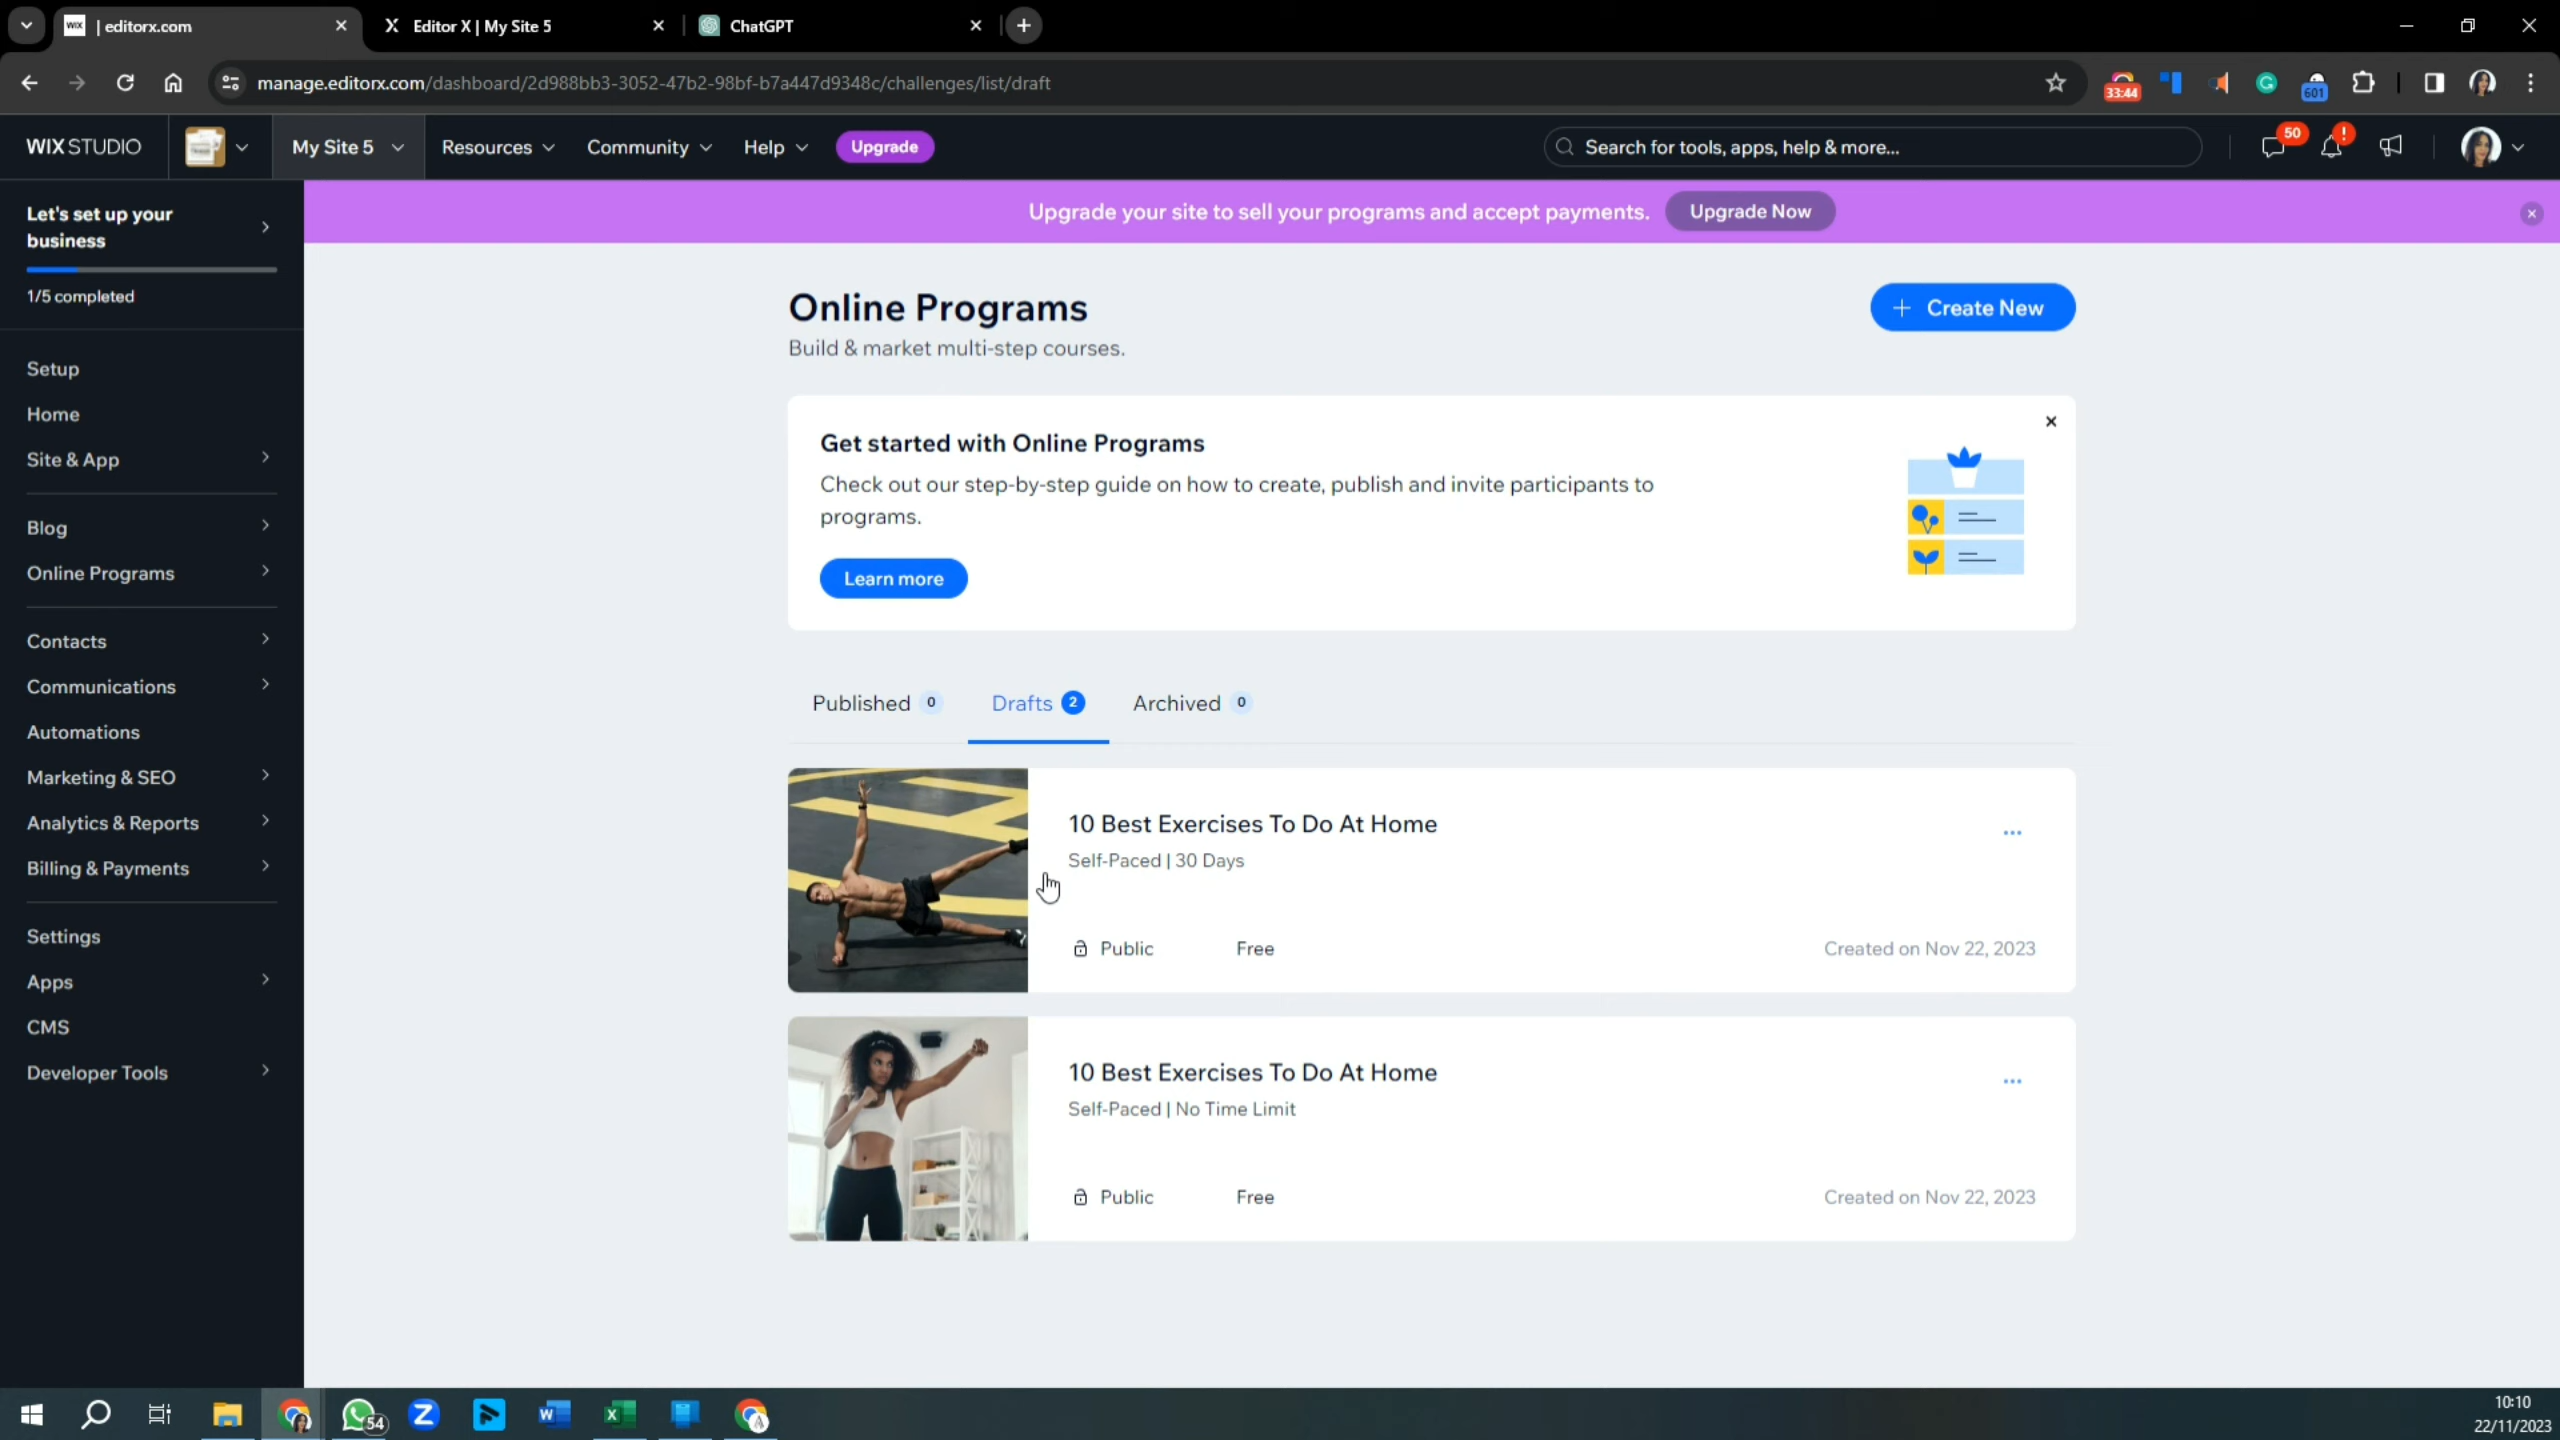 WIX | editorx.com
Editor X | My Site 5
ChatGPT
manage.editorx.com/dashboard/2d988bb3-3052-47b2-98bf-b7a447d9348c/challenges/list/draft
33:44
601
WIX STUDIO
My Site 5
Resources
Community
Help
Upgrade
Search for tools, apps, help & more...
50
!
Let's set up your
business
1/5 completed
Setup
Home
Site & App
Blog
Online Programs
Contacts
Communications
Automations
Marketing & SEO
Analytics & Reports
Billing & Payments
Settings
Apps
CMS
Developer Tools
Upgrade your site to sell your programs and accept payments.
Upgrade Now
Online Programs
Build & market multi-step courses.
+ Create New
Get started with Online Programs
Check out our step-by-step guide on how to create, publish and invite participants to
programs.
Learn more
Published 0
Drafts 2
Archived 0
10 Best Exercises To Do At Home
Self-Paced | 30 Days
Public
Free
Created on Nov 22, 2023
10 Best Exercises To Do At Home
Self-Paced | No Time Limit
Public
Free
Created on Nov 22, 2023
54
10:10
22/11/2023